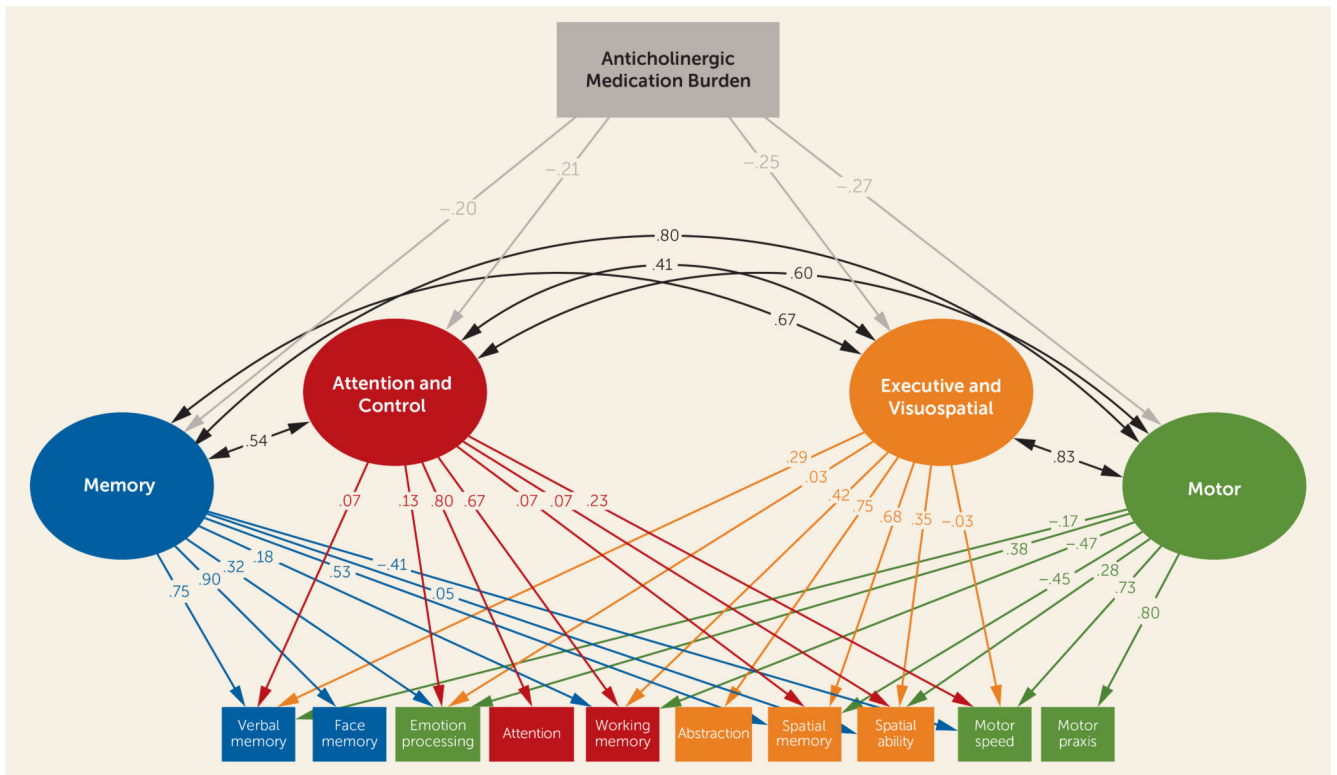 Anticholinergic
Medication Burden
–.20
–.21
–.25
–.27
.80
.41
.60
.67
Attention and
Control
Executive and
Visuospatial
.54
.83
Memory
Motor
.75
.90
.32
.18
.53
.05
–.41
.07
.13
.80
.67
.07
.07
.23
.29
.03
.42
.75
.68
.35
–.03
–.17
.38
–.47
–.45
.28
.73
.80
Verbal
memory
Face
memory
Emotion
processing
Attention
Working
memory
Abstraction
Spatial
memory
Spatial
ability
Motor
speed
Motor
praxis